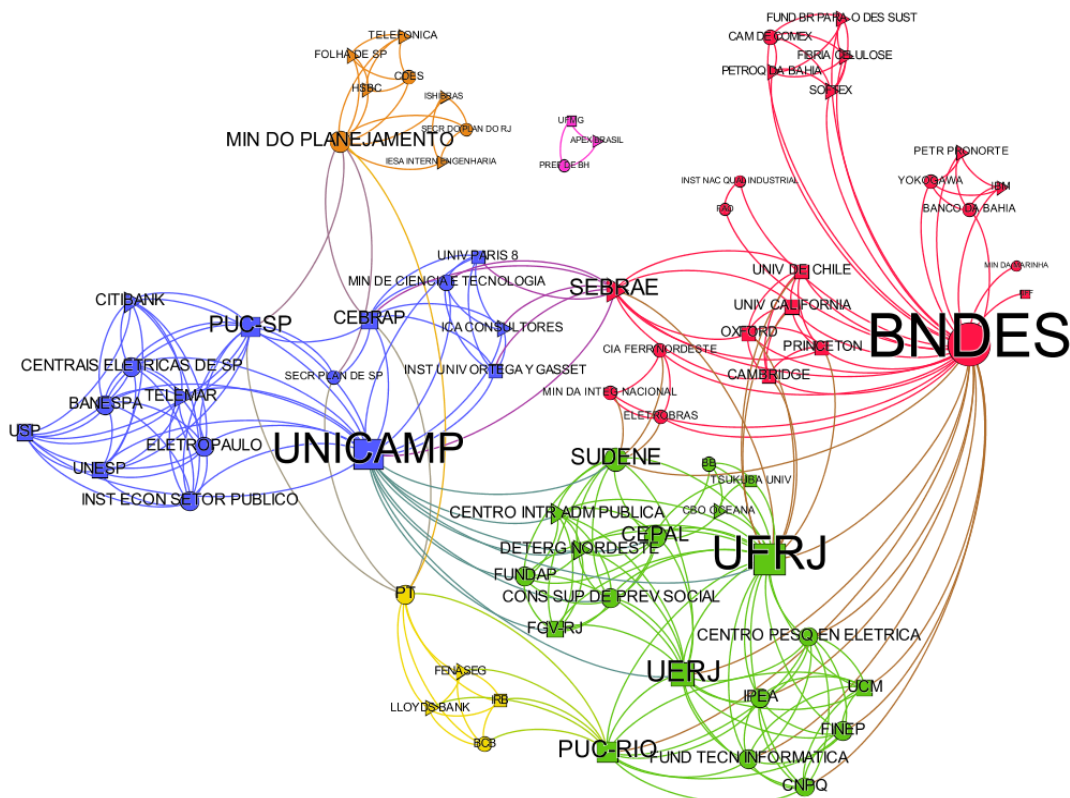 FUND BR PARA O DES SUST
CAM DE COMEX
TELEFONICA
FOLHA DE SP
FIBRIA CELULOSE
PETROQ DA BAHIA
CDES
HSBC
SOFTEX
ISHIBRAS
UFMG
SECR DO PLAN DO RJ
MIN DO PLANEJAMENTO
APEX BRASIL
PETR PRONORTE
IESA INTERN ENGENHARIA
PREF DE BH
INST NAC QUAL INDUSTRIAL
YOKOGAWA
IBM
FAO
BANCO DA BAHIA
UNIV PARIS 8
MIN DA MARINHA
UNIV DE CHILE
MIN DE CIENCIA E TECNOLOGIA
SEBRAE
CITIBANK
UNIV CALIFORNIA
PUC-SP
CEBRAP
ICA CONSULTORES
OXFORD
BNDES
PRINCETON
CIA FERR NORDESTE
CENTRAIS ELETRICAS DE SP
INST UNIV ORTEGA Y GASSET
CAMBRIDGE
SECR PLAN DE SP
MIN DA INTEG NACIONAL
TELEMAR
BANESPA
ELETROBRAS
USP
ELETROPAULO
UNICAMP
SUDENE
BB
UNESP
TSUKUBA UNIV
INST ECON SETOR PUBLICO
CENTRO INTR ADM PUBLICA
CBO OCEANA
CEPAL
DETERG NORDESTE
UFRJ
FUNDAP
PT
CONS SUP DE PREV SOCIAL
FGV-RJ
CENTRO PESQ EN ELETRICA
FENASEG
UERJ
UCM
IPEA
IRB
LLOYDS BANK
FINEP
BCB
PUC-RIO
FUND TECN INFORMATICA
CNPQ